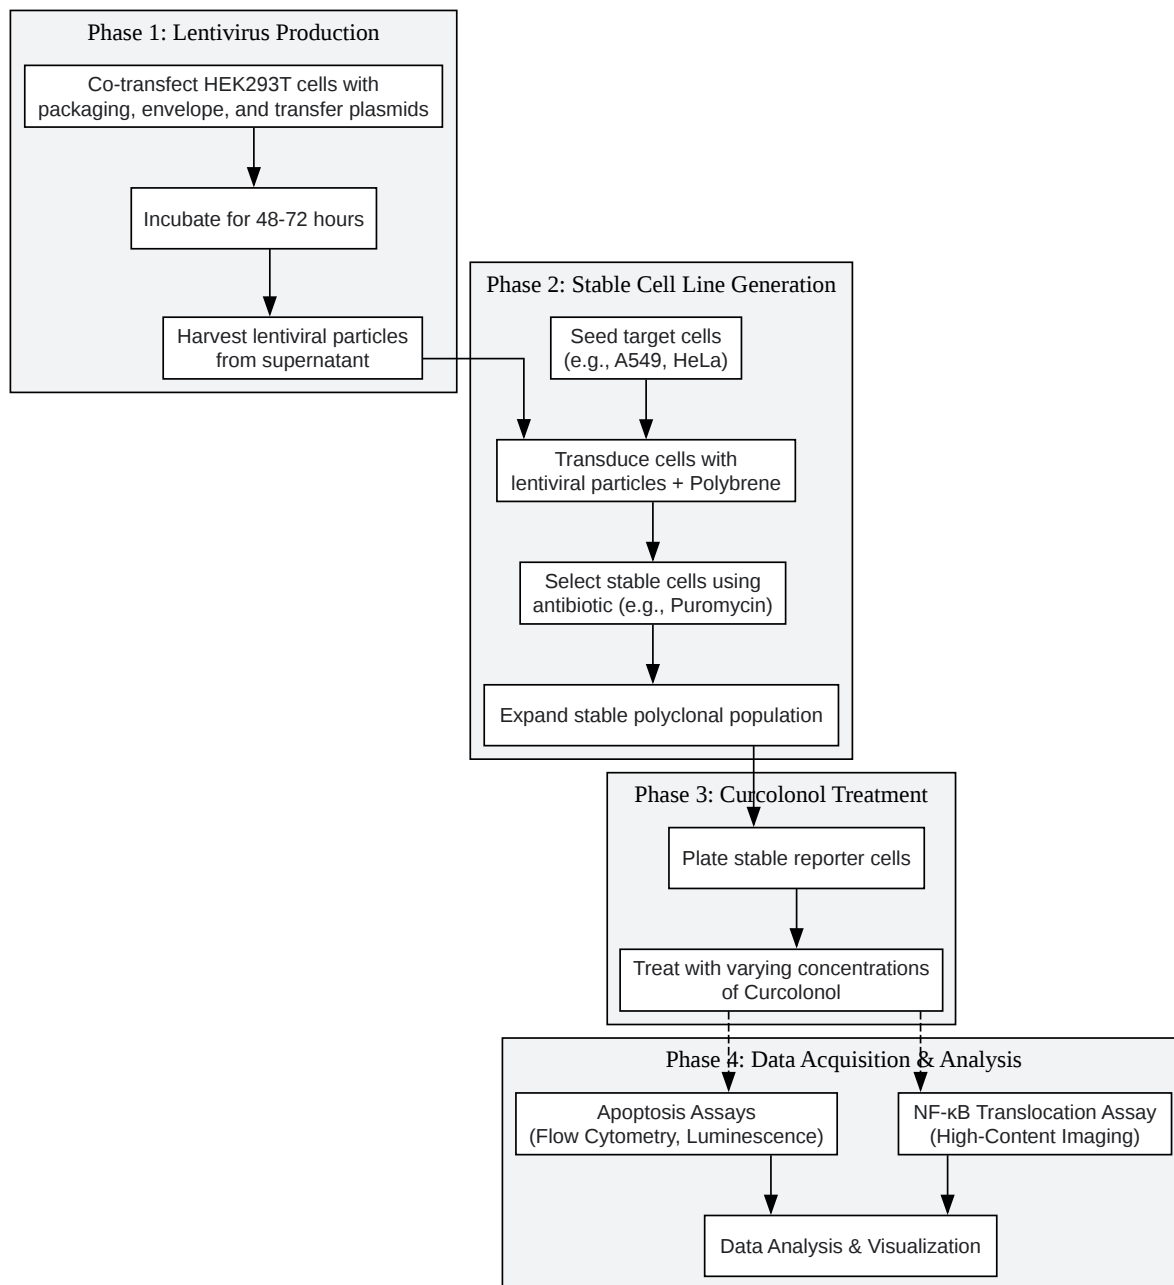 Phase 1: Lentivirus Production
Co-transfect HEK293T cells with
packaging, envelope, and transfer plasmids
Incubate for 48-72 hours
Harvest lentiviral particles
from supernatant
Phase 2: Stable Cell Line Generation
Seed target cells
(e.g., A549, HeLa)
Transduce cells with
lentiviral particles + Polybrene
Select stable cells using
antibiotic (e.g., Puromycin)
Expand stable polyclonal population
Phase 3: Curcolonol Treatment
Plate stable reporter cells
Treat with varying concentrations
of Curcolonol
Phase 4: Data Acquisition & Analysis
Apoptosis Assays
(Flow Cytometry, Luminescence)
NF-κB Translocation Assay
(High-Content Imaging)
Data Analysis & Visualization